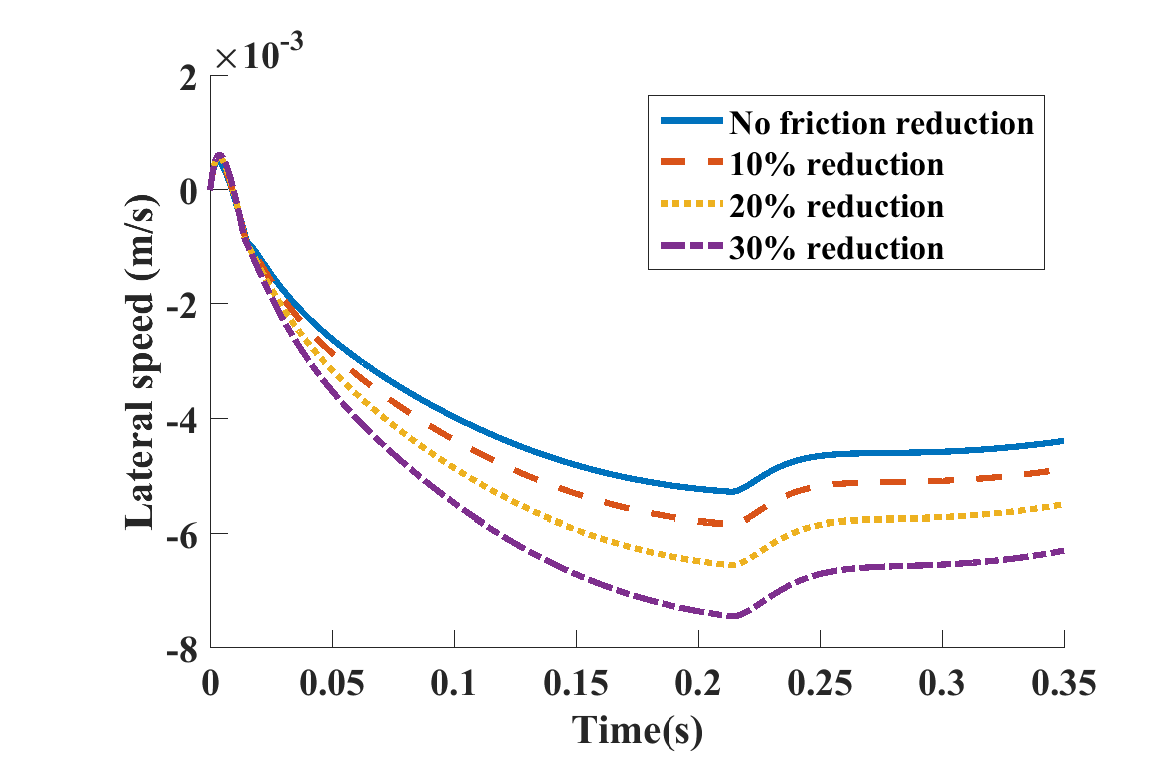 ×10-3
2
0
-2
-4
-6
-8
Lateral speed (m/s)
No friction reduction
10% reduction
20% reduction
30% reduction
0 0.05 0.1 0.15 0.2 0.25 0.3 0.35
Time(s)